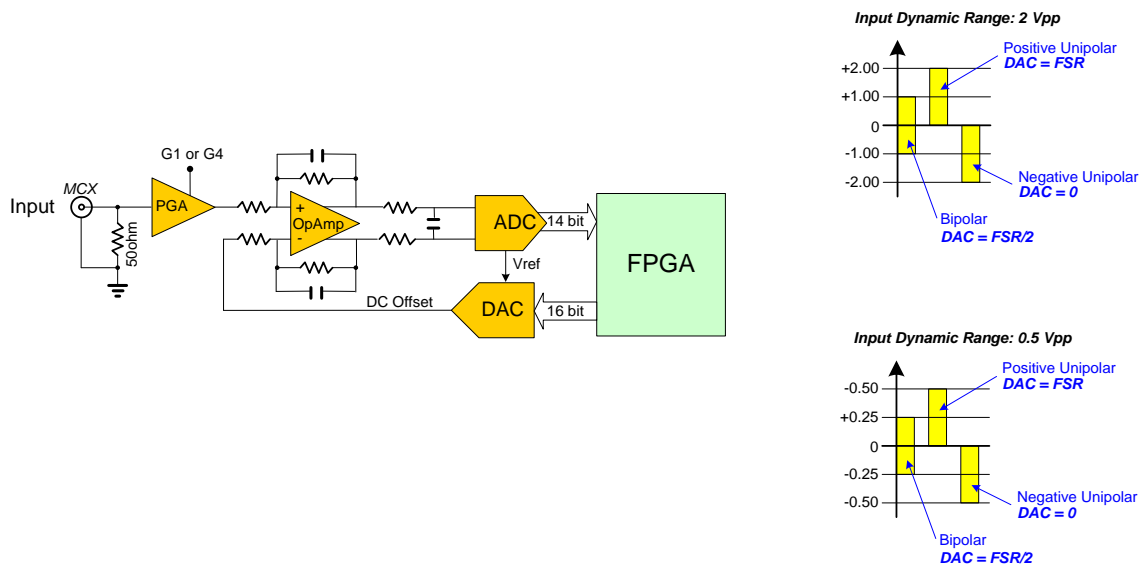 Input
MCX
50ohm
G1 or G4
PGA
+
OpAmp
-
ADC
14 bit
Vref
DAC
DC Offset
16 bit
FPGA
Input Dynamic Range: 2 Vpp
Positive Unipolar
DAC = FSR
+2.00
+1.00
0
-1.00
-2.00
Negative Unipolar
DAC = 0
Bipolar
DAC = FSR/2
Input Dynamic Range: 0.5 Vpp
Positive Unipolar
DAC = FSR
-0.50
+0.25
0
-0.25
-0.50
Negative Unipolar
DAC = 0
Bipolar
DAC = FSR/2